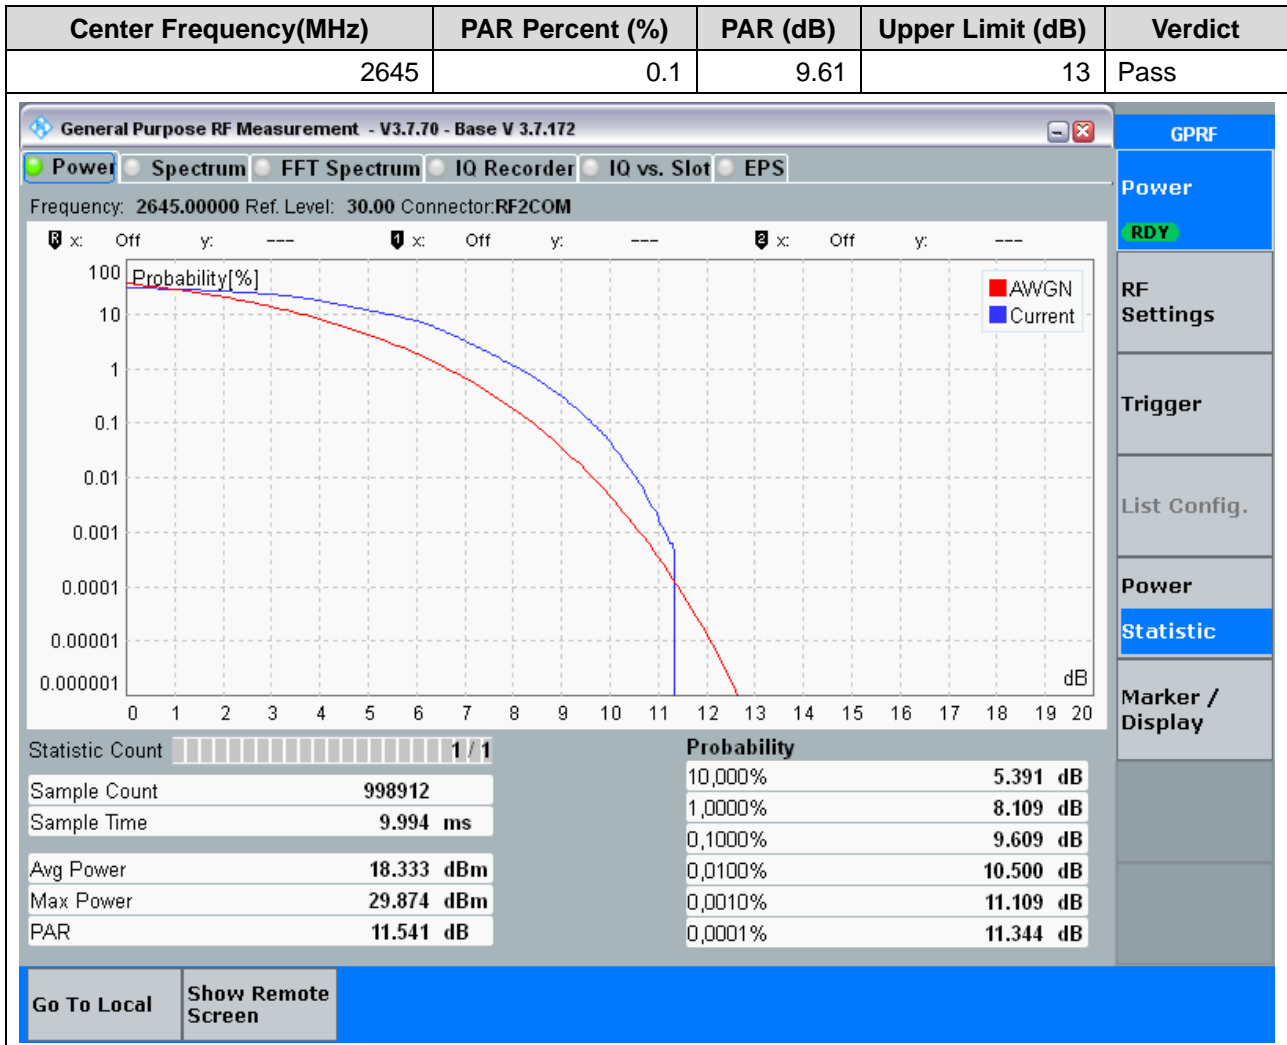 Center Frequency(MHz) PAR Percent (%) PAR (dB) Upper Limit (dB) Verdict
2645 0.1 9.61 13 Pass
General Purpose RF Measurement - V3.7.70 - Base V 3.7.172
GPRF
Power Spectrum FFT Spectrum IQ Recorder IQ vs. Slot EPS
Frequency: 2645.00000 Ref. Level: 30.00 Connector:RF2COM
Power
RDY
R x: Off y: --- 1 x: Off y: --- 2 x: Off y: ---
Probability[%]
AWGN
Current
100
10
1
0.1
0.01
0.001
0.0001
0.00001
0.000001
dB
0 1 2 3 4 5 6 7 8 9 10 11 12 13 14 15 16 17 18 19 20
RF
Settings
Trigger
List Config.
Power
Statistic
Marker /
Display
Statistic Count 1 / 1
Sample Count 998912
Sample Time 9.994 ms
Avg Power 18.333 dBm
Max Power 29.874 dBm
PAR 11.541 dB
Probability
10,000% 5.391 dB
1,0000% 8.109 dB
0,1000% 9.609 dB
0,0100% 10.500 dB
0,0010% 11.109 dB
0,0001% 11.344 dB
Go To Local
Show Remote
Screen